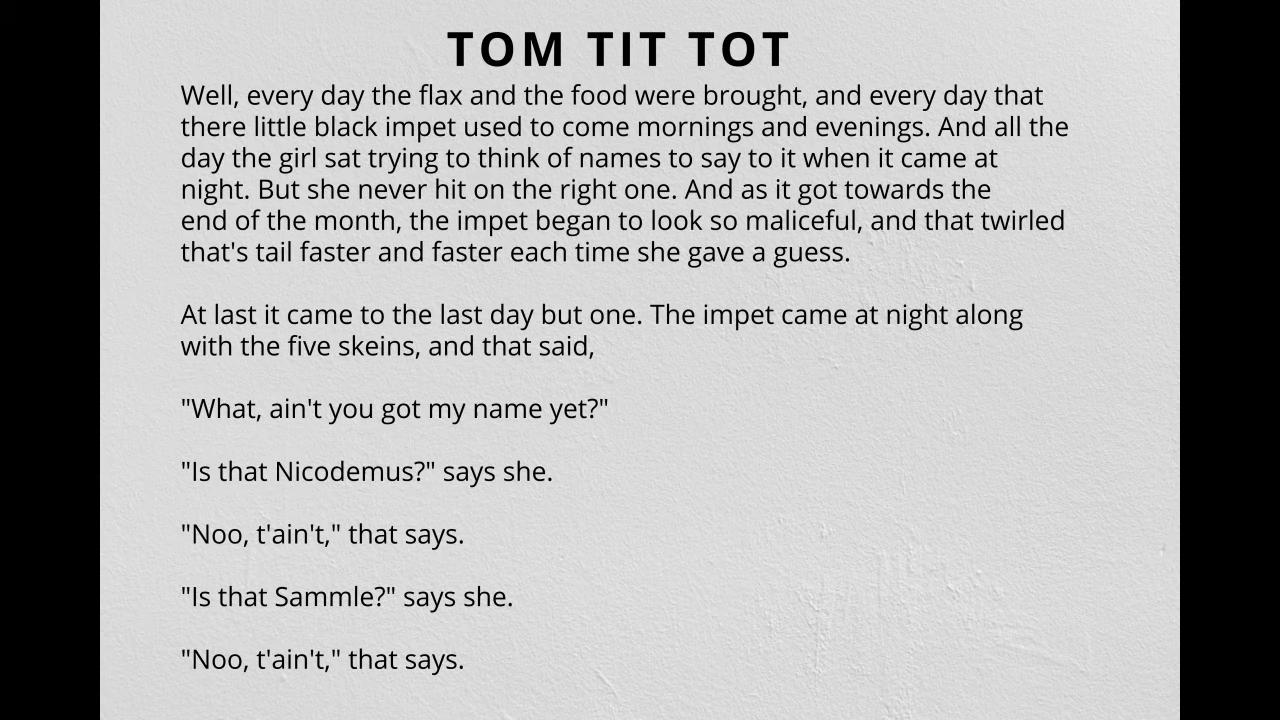 TOM TIT TOT
Well, every day the flax and the food were brought, and every day that
there little black impet used to come mornings and evenings. And all the
day the girl sat trying to think of names to say to it when it came at
night. But she never hit on the right one. And as it got towards the
end of the month, the impet began to look so maliceful, and that twirled
that's tail faster and faster each time she gave a guess.
At last it came to the last day but one. The impet came at night along
with the five skeins, and that said,
"What, ain't you got my name yet?"
"Is that Nicodemus?" says she.
"Noo, t'ain't," that says.
"Is that Sammle?" says she.
"Noo, t'ain't," that says.